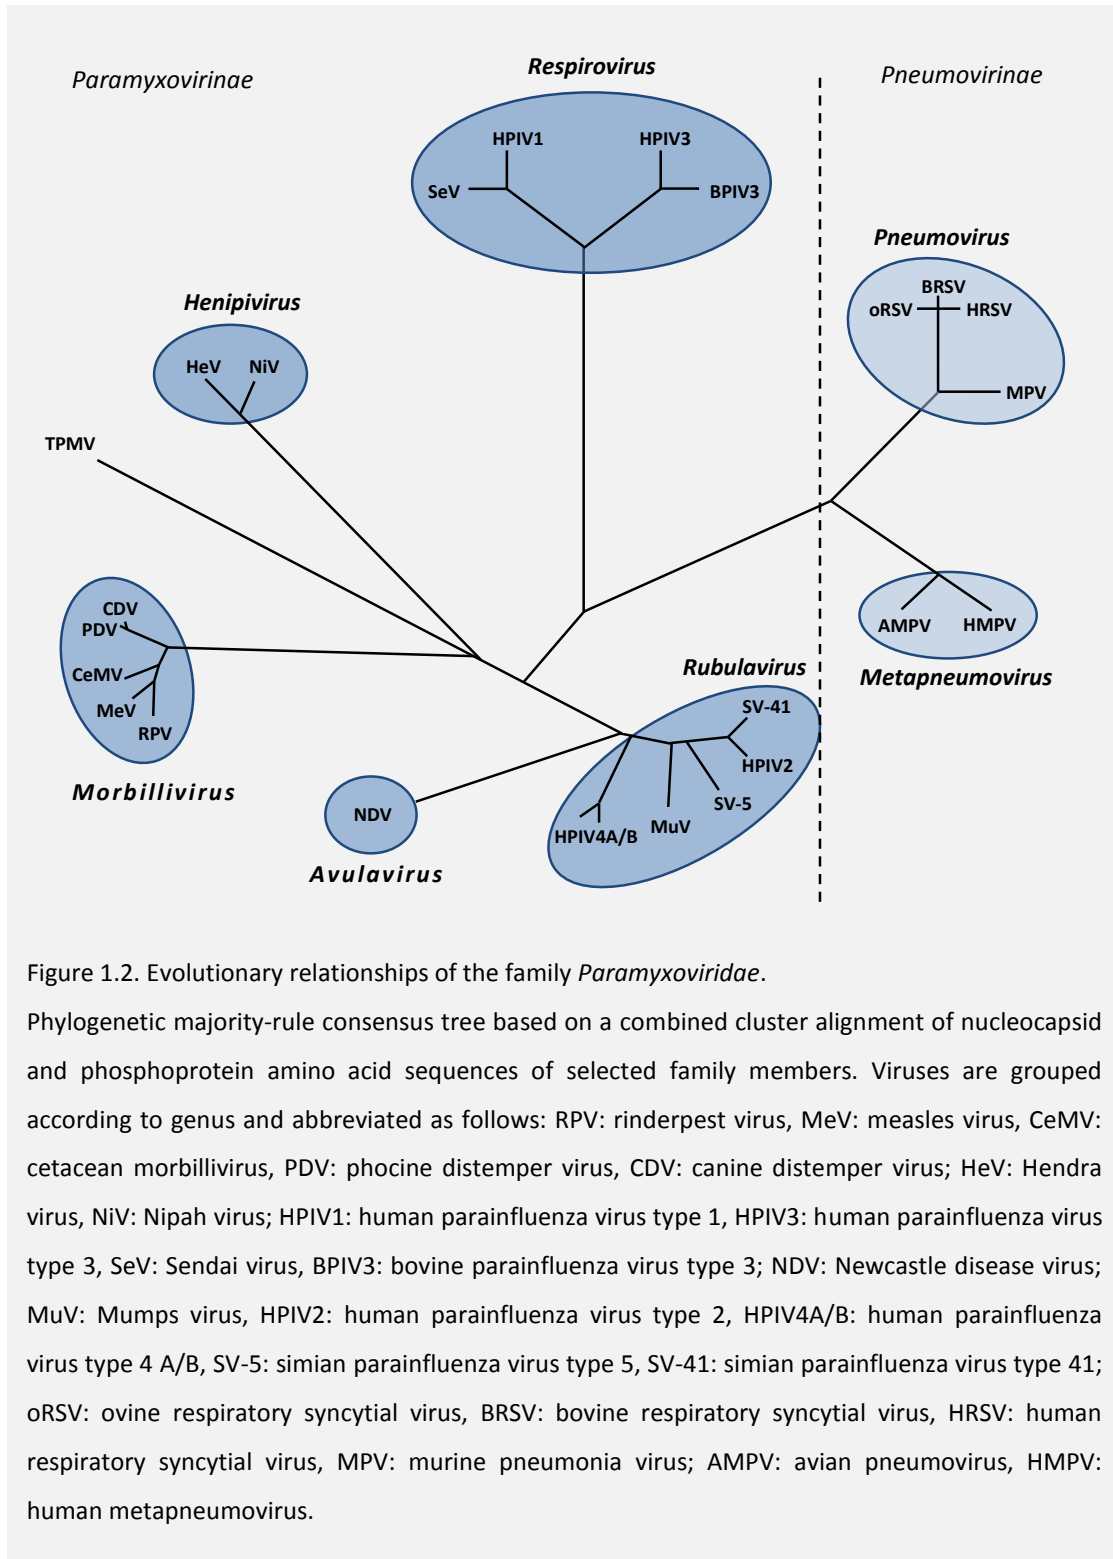 Paramyxovirinae
Respirovirus
Pneumovirinae
HPIV1
HPIV3
SeV
BPIV3
Pneumovirus
BRSV
oRSV
HRSV
MPV
Henipivirus
HeV
NiV
TPMV
CDV
PDV
CeMV
MeV
RPV
Morbillivirus
AMPV
HMPV
Metapneumovirus
Rubulavirus
SV-41
HPIV2
SV-5
MuV
HPIV4A/B
NDV
Avulavirus
Figure 1.2. Evolutionary relationships of the family Paramyxoviridae.
Phylogenetic majority-rule consensus tree based on a combined cluster alignment of nucleocapsid
and phosphoprotein amino acid sequences of selected family members. Viruses are grouped
according to genus and abbreviated as follows: RPV: rinderpest virus, MeV: measles virus, CeMV:
cetacean morbillivirus, PDV: phocine distemper virus, CDV: canine distemper virus; HeV: Hendra
virus, NiV: Nipah virus; HPIV1: human parainfluenza virus type 1, HPIV3: human parainfluenza virus
type 3, SeV: Sendai virus, BPIV3: bovine parainfluenza virus type 3; NDV: Newcastle disease virus;
MuV: Mumps virus, HPIV2: human parainfluenza virus type 2, HPIV4A/B: human parainfluenza
virus type 4 A/B, SV-5: simian parainfluenza virus type 5, SV-41: simian parainfluenza virus type 41;
oRSV: ovine respiratory syncytial virus, BRSV: bovine respiratory syncytial virus, HRSV: human
respiratory syncytial virus, MPV: murine pneumonia virus; AMPV: avian pneumovirus, HMPV:
human metapneumovirus.